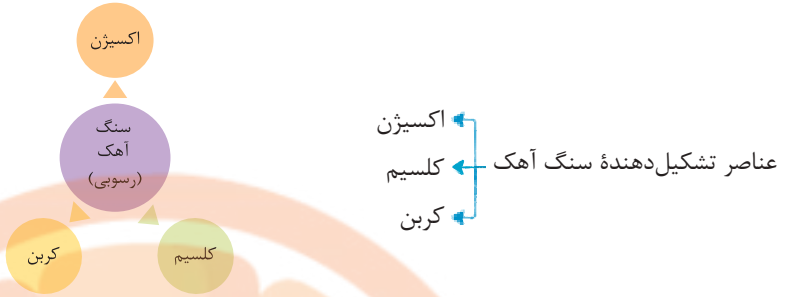 عناصر تشکیل‌دهندهٔ سنگ آهک
اکسیژن
کلسیم
کربن
اکسیژن
سنگ
آهک
(رسوبی)
کلسیم
کربن